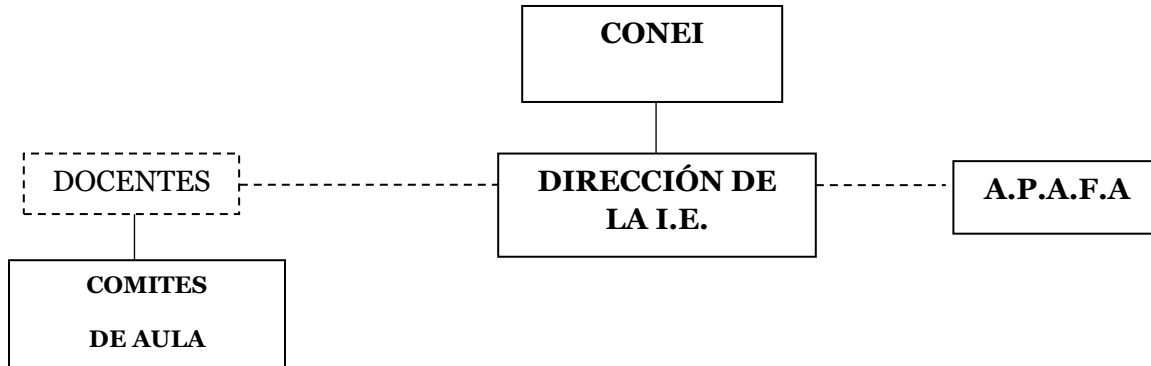 CONEI
DOCENTES
DIRECCIÓN DE
LA I.E.
A.P.A.F.A
COMITES
DE AULA